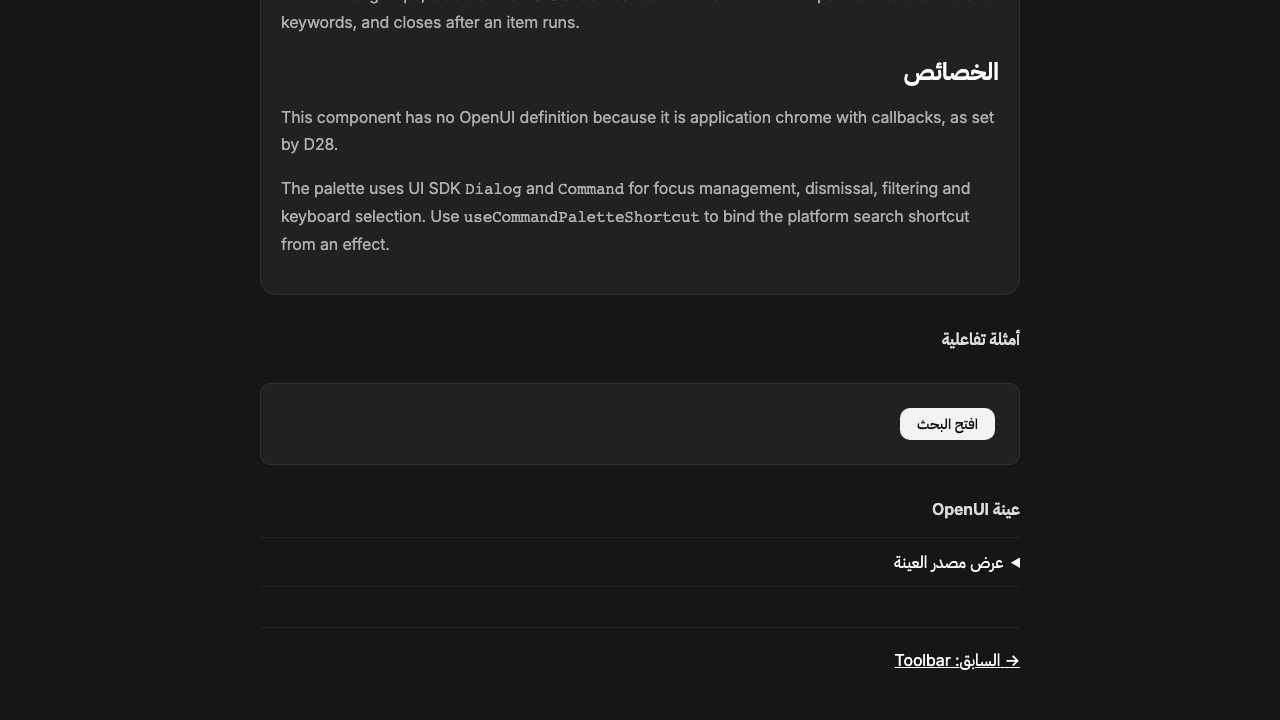 keywords, and closes after an item runs.
الخصائص
This component has no OpenUI definition because it is application chrome with callbacks, as set
by D28.
The palette uses UI SDK Dialog and Command for focus management, dismissal, filtering and
keyboard selection. Use useCommandPaletteShortcut to bind the platform search shortcut
from an effect.
أمثلة تفاعلية
افتح البحث
عينة OpenUI
عرض مصدر العينة
→ السابق: Toolbar